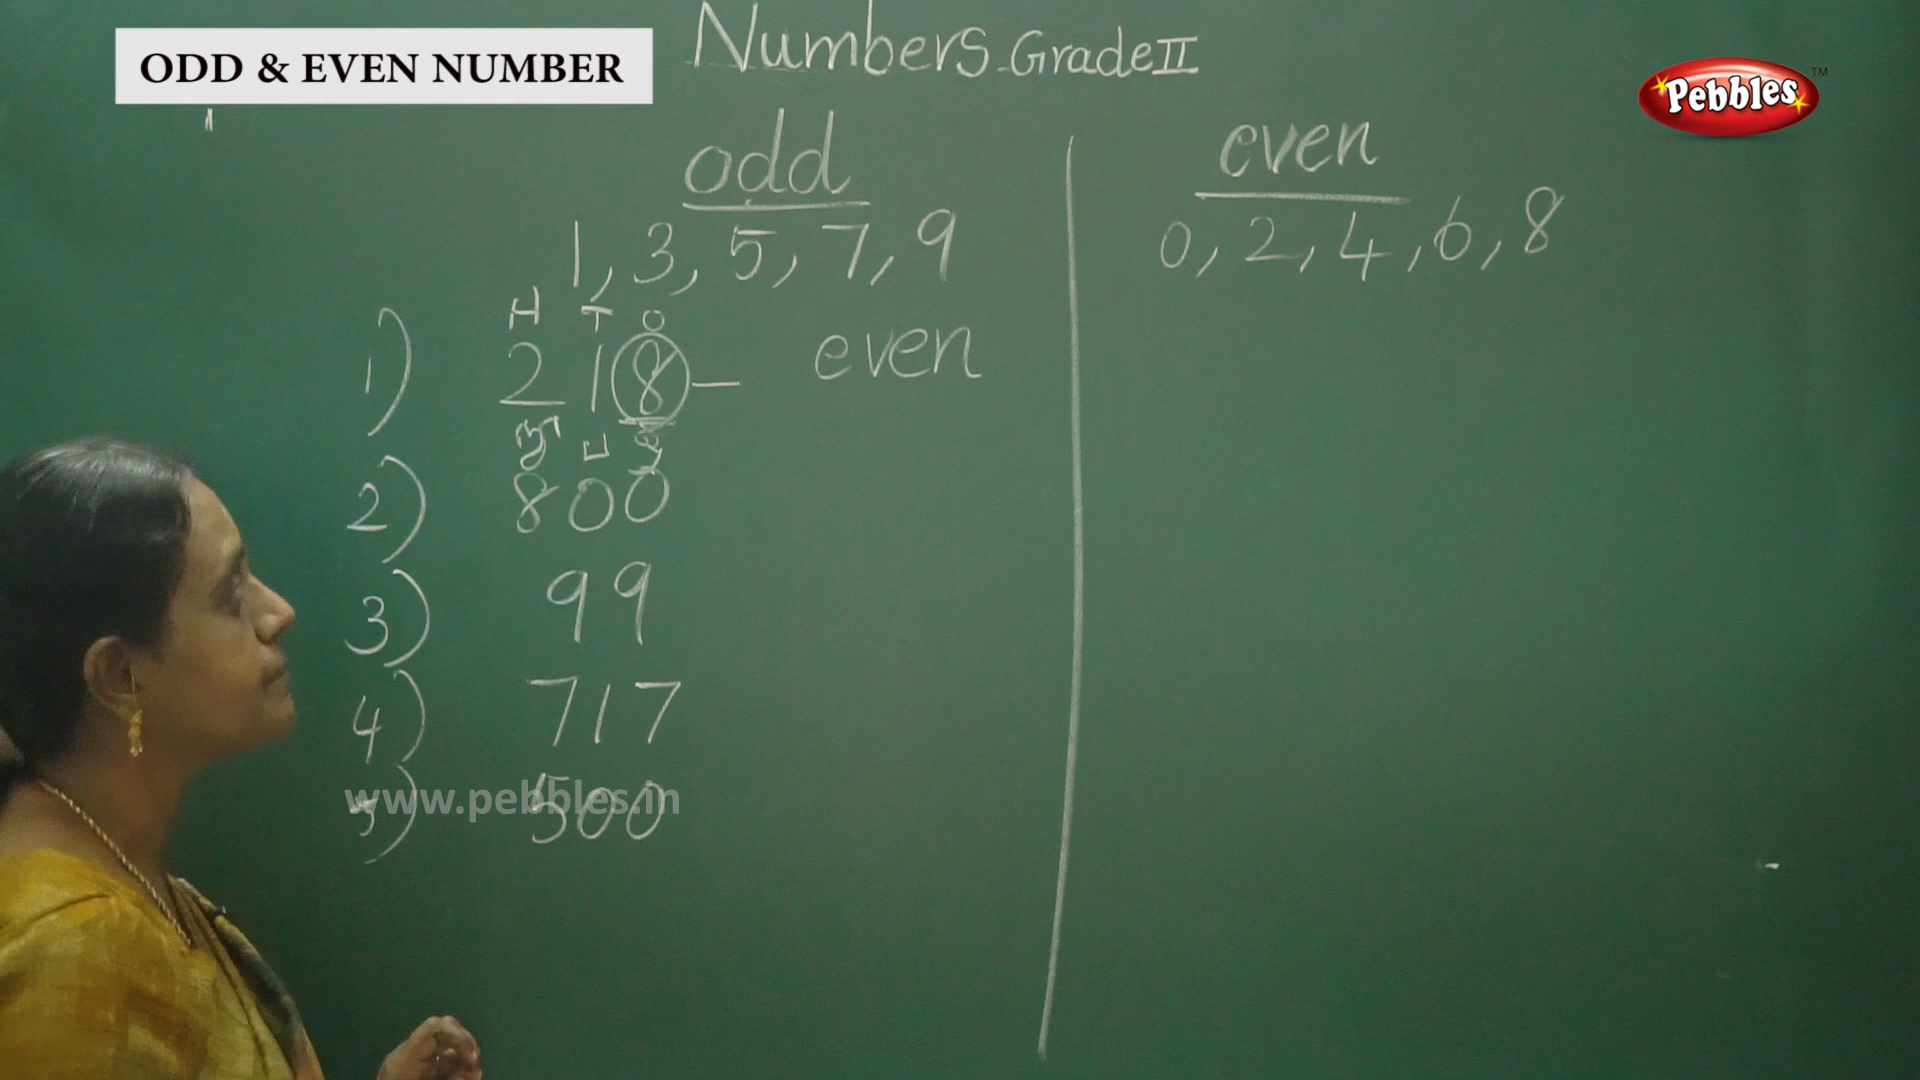 ODD & EVEN NUMBER
Numbers - Grade II
Pebbles™
odd
even
1, 3, 5, 7, 9
0, 2, 4, 6, 8
H T O
1) 218 — even
நூ ப ஒ
2) 800
3) 99
4) 717
5) 500
www.pebbles.in